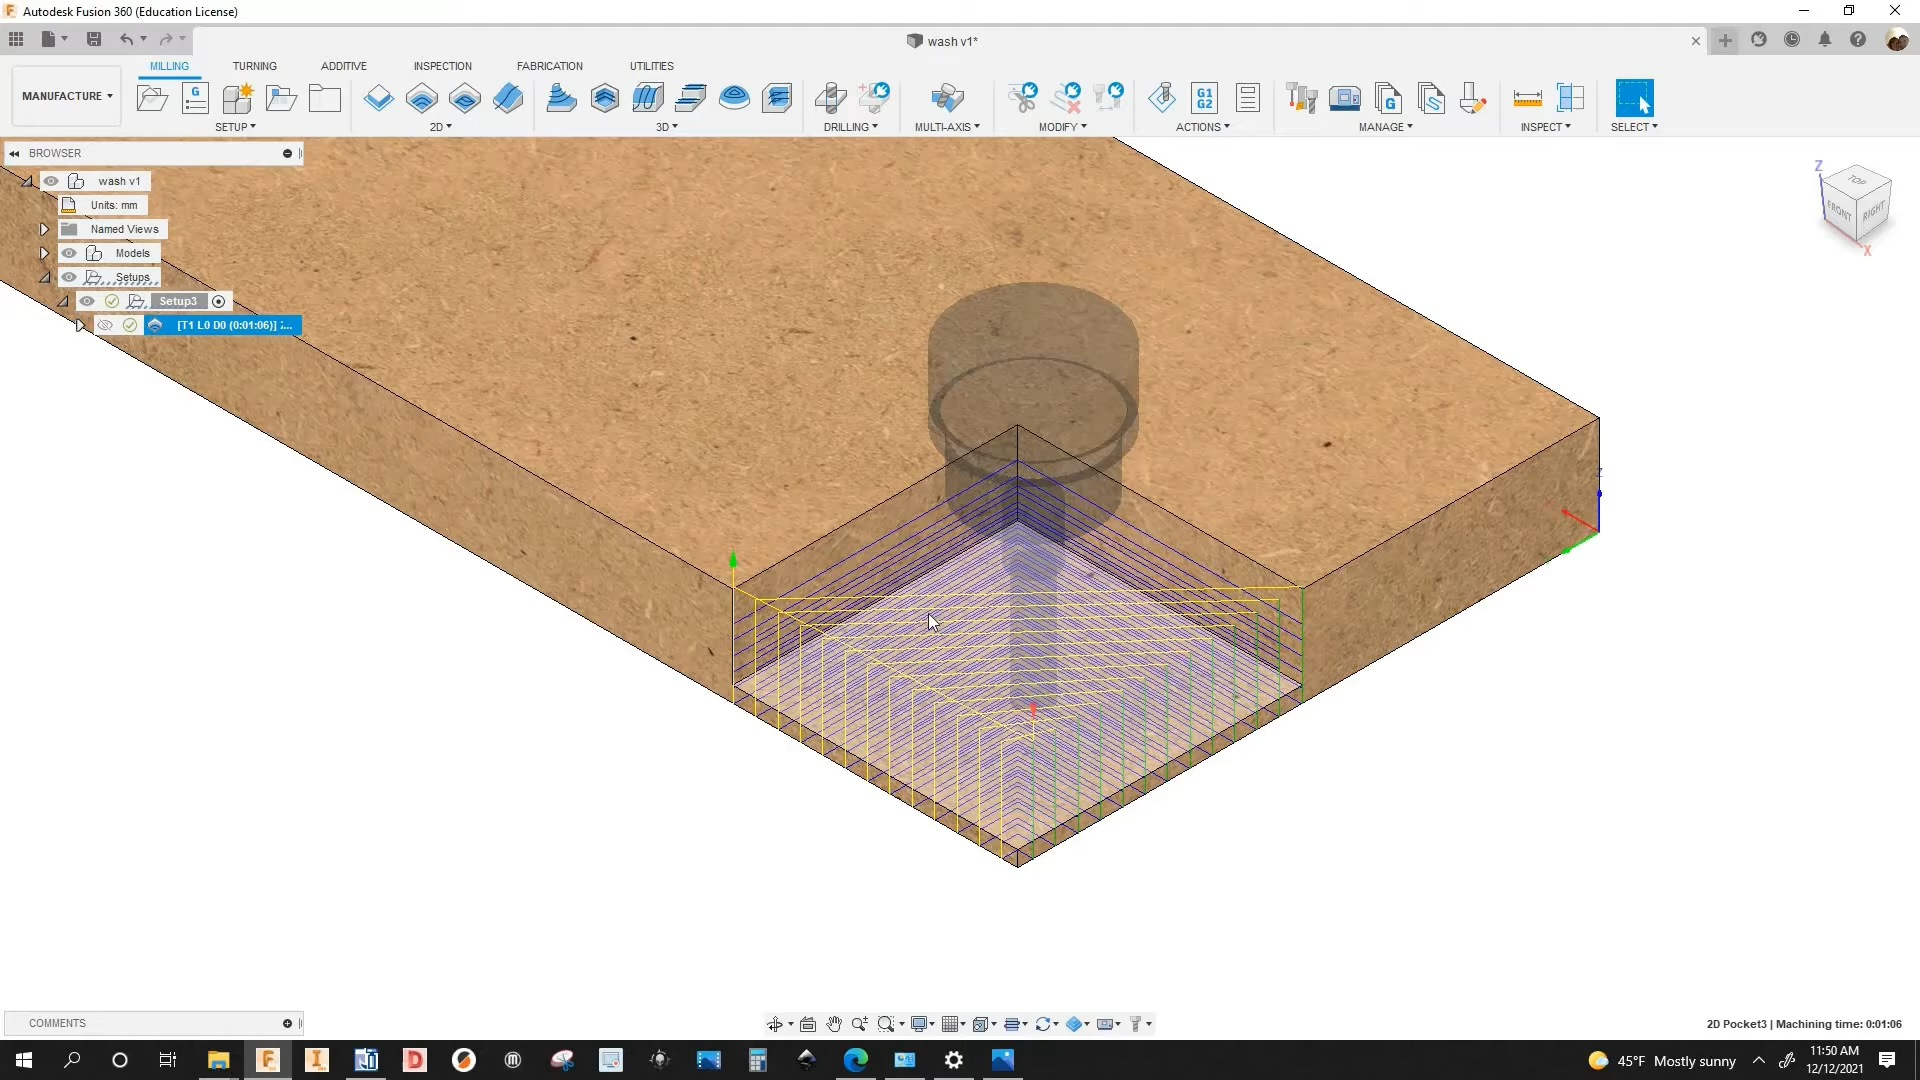 Autodesk Fusion 360 (Education License)
wash v1*
MILLING TURNING ADDITIVE INSPECTION FABRICATION UTILITIES
MANUFACTURE
G
G1
G2
G
S
SETUP 2D 3D DRILLING MULTI-AXIS MODIFY ACTIONS MANAGE INSPECT SELECT
BROWSER
wash v1
Units: mm
Named Views
Models
Setups
Setup3
[T1 L0 D0 (0:01:06)] :...
Z
TOP
FRONT
RIGHT
X
Z
COMMENTS
2D Pocket3 | Machining time: 0:01:06
45°F Mostly sunny
11:50 AM
12/12/2021